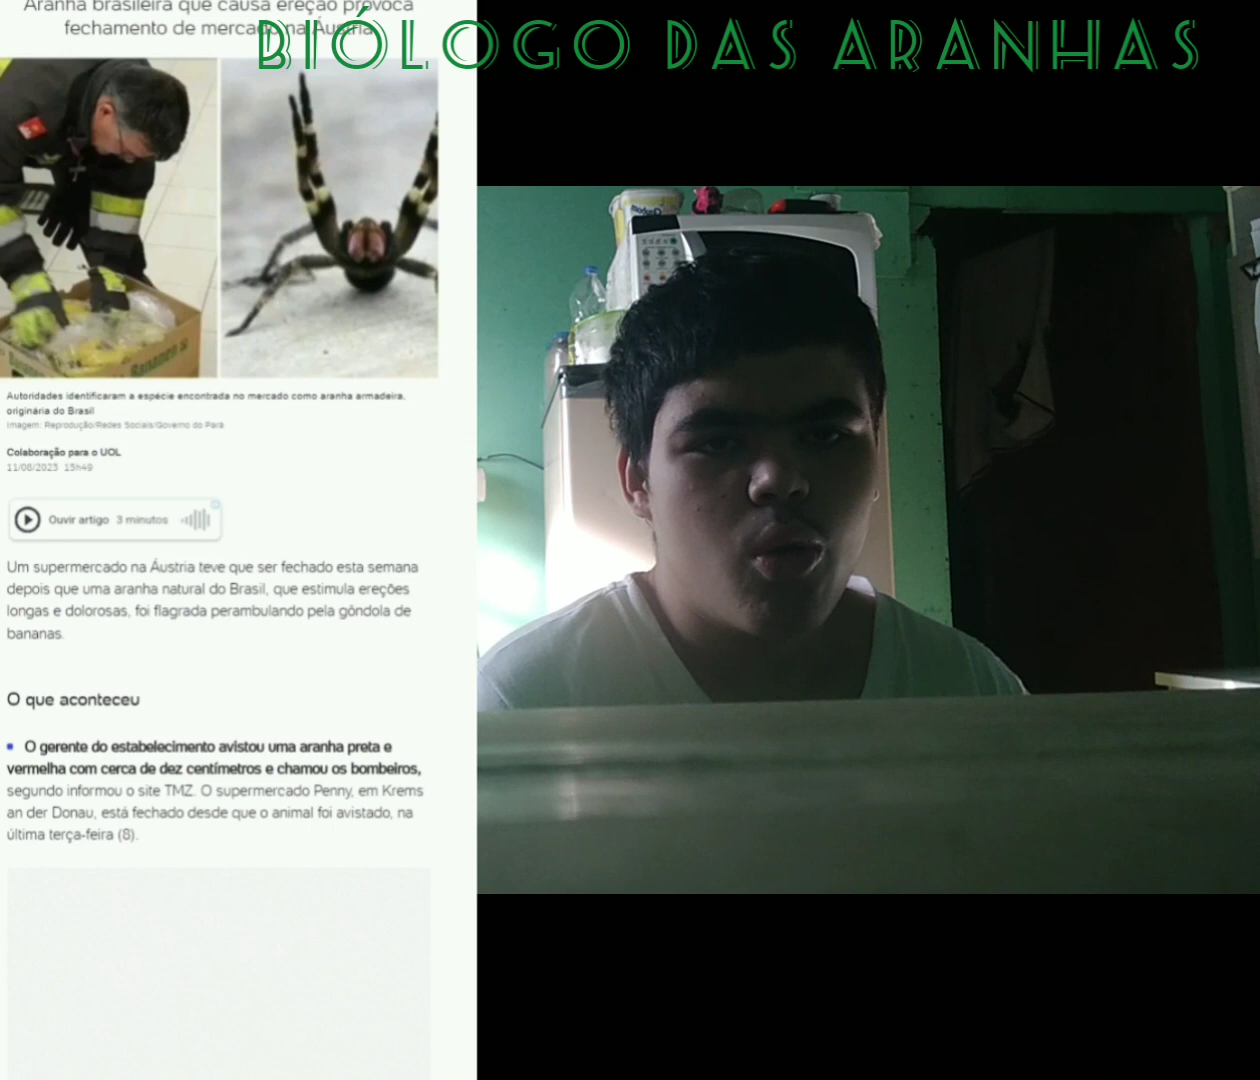 Aranha brasileira que causa ereção provoca
fechamento de mercado na Áustria
BIÓLOGO DAS ARANHAS
Autoridades identificaram a espécie encontrada no mercado como aranha armadeira,
originária do Brasil
Imagem: Reprodução/Redes Sociais/Governo do Pará
Colaboração para o UOL
11/08/2023 15h49
Ouvir artigo 3 minutos
Um supermercado na Áustria teve que ser fechado esta semana
depois que uma aranha natural do Brasil, que estimula ereções
longas e dolorosas, foi flagrada perambulando pela gôndola de
bananas.
O que aconteceu
O gerente do estabelecimento avistou uma aranha preta e
vermelha com cerca de dez centímetros e chamou os bombeiros,
segundo informou o site TMZ. O supermercado Penny, em Krems
an der Donau, está fechado desde que o animal foi avistado, na
última terça-feira (8).